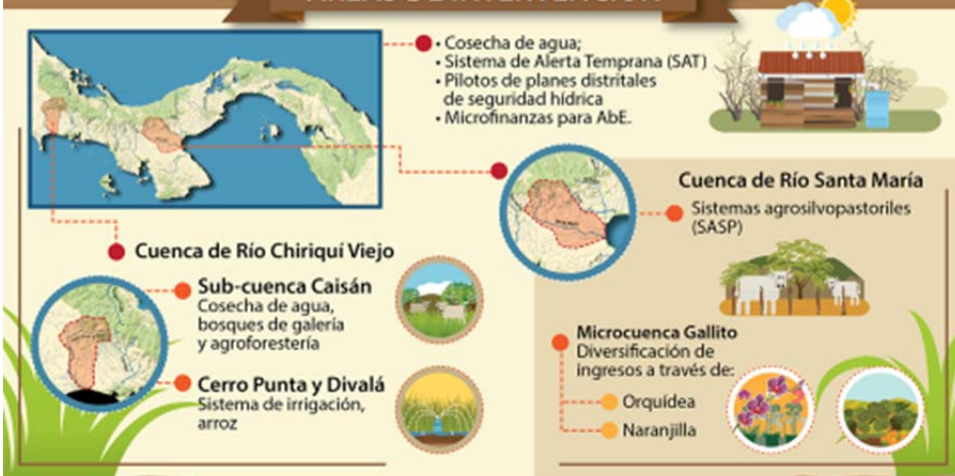 ÁREAS DE INTERVENCIÓN
• Cosecha de agua;
• Sistema de Alerta Temprana (SAT)
• Pilotos de planes distritales
de seguridad hídrica
• Microfinanzas para AbE.
Cuenca de Río Santa María
Sistemas agrosilvopastoriles
(SASP)
Cuenca de Río Chiriquí Viejo
Sub-cuenca Caisán
Cosecha de agua,
bosques de galería
y agroforestería
Cerro Punta y Divalá
Sistema de irrigación,
arroz
Microcuenca Gallito
Diversificación de
ingresos a través de:
Orquídea
Naranjilla